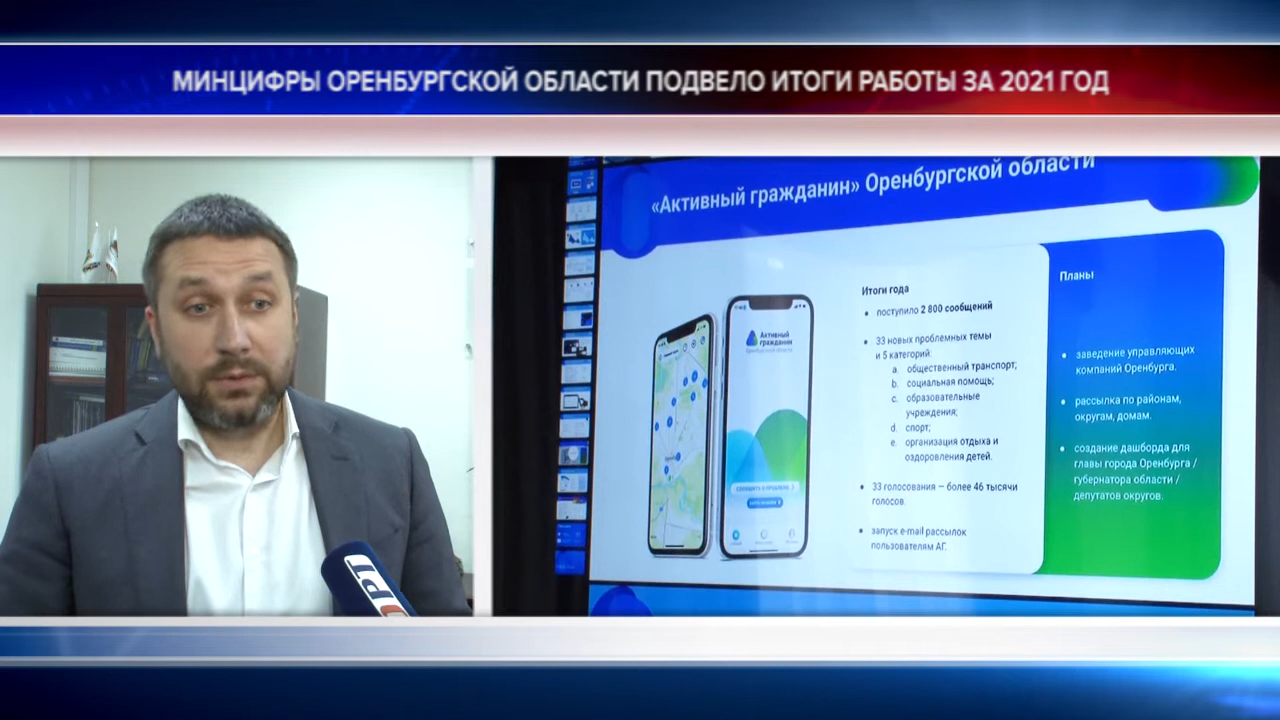 МИНЦИФРЫ ОРЕНБУРГСКОЙ ОБЛАСТИ ПОДВЕЛО ИТОГИ РАБОТЫ ЗА 2021 ГОД
«Активный гражданин» Оренбургской области
Активный
гражданин
Оренбургской области
Итоги года
• поступило 2 800 сообщений
• 33 новых проблемных темы
и 5 категорий:
a. общественный транспорт;
b. социальная помощь;
c. образовательные
учреждения;
d. спорт;
e. организация отдыха и
оздоровления детей.
• 33 голосования – более 46 тысячи
голосов.
• запуск e-mail рассылок
пользователям АГ.
Планы
• заведение управляющих
компаний Оренбурга.
• рассылка по районам,
округам, домам.
• создание дашборда для
главы города Оренбурга /
губернатора области /
депутатов округов.